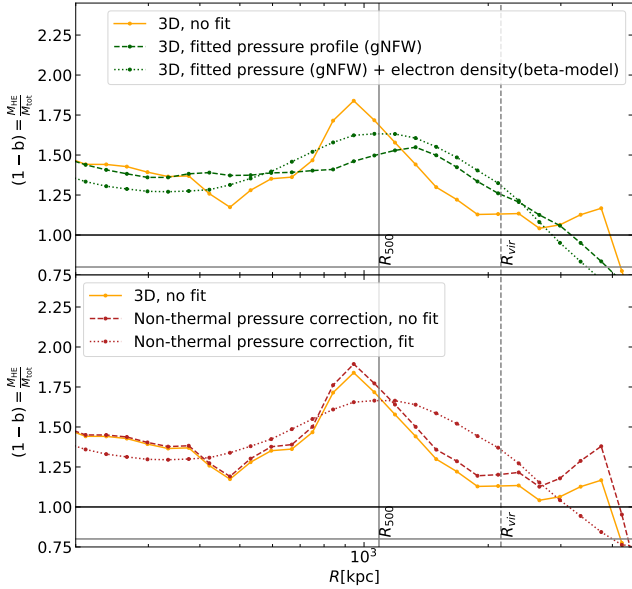 3D, no fit
3D, fitted pressure profile (gNFW)
3D, fitted pressure (gNFW) + electron density(beta-model)
2.25
2.00
1.75
1.50
1.25
1.00
0.75
(1 − b) = M_HE/M_tot
R_500
R_vir
3D, no fit
Non-thermal pressure correction, no fit
Non-thermal pressure correction, fit
2.25
2.00
1.75
1.50
1.25
1.00
0.75
(1 − b) = M_HE/M_tot
R_500
R_vir
10^3
R[kpc]